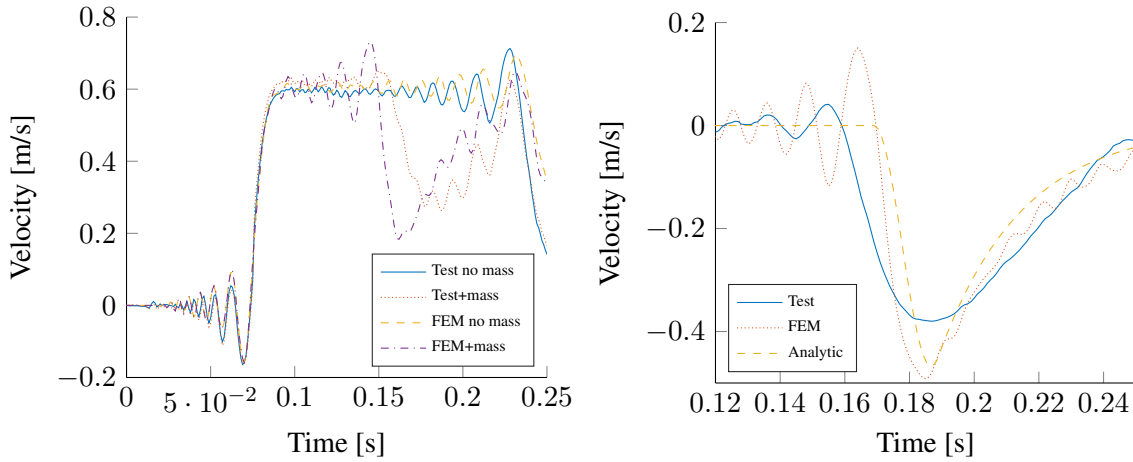 0.8
0.6
0.4
0.2
0
−0.2
0
5 · 10−2
0.1
0.15
0.2
0.25
Velocity [m/s]
Time [s]
Test no mass
Test+mass
FEM no mass
FEM+mass
0.2
0
−0.2
−0.4
0.12
0.14
0.16
0.18
0.2
0.22
0.24
Velocity [m/s]
Time [s]
Test
FEM
Analytic